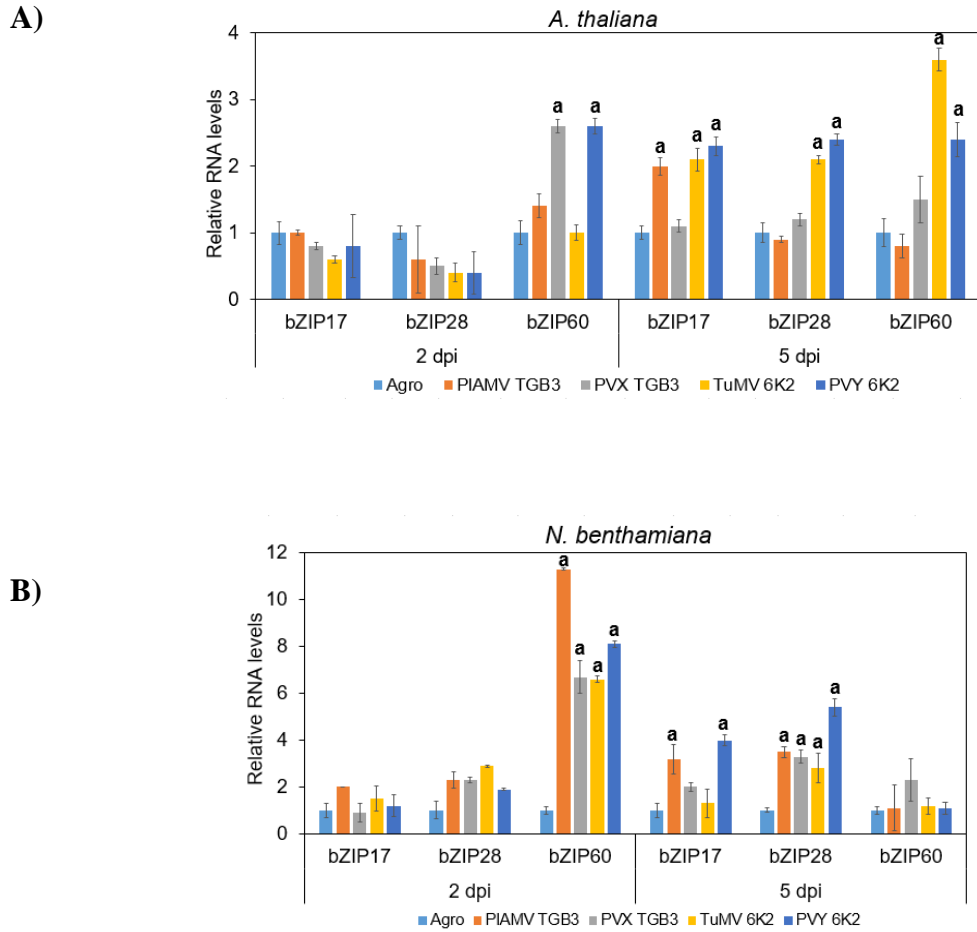 A)
A. thaliana
Relative RNA levels
4
3
2
1
0
a a a a a a a a a
bZIP17 bZIP28 bZIP60 bZIP17 bZIP28 bZIP60
2 dpi 5 dpi
Agro PlAMV TGB3 PVX TGB3 TuMV 6K2 PVY 6K2
B)
N. benthamiana
Relative RNA levels
12
10
8
6
4
2
0
a a a a a a a a a a
bZIP17 bZIP28 bZIP60 bZIP17 bZIP28 bZIP60
2 dpi 5 dpi
Agro PlAMV TGB3 PVX TGB3 TuMV 6K2 PVY 6K2